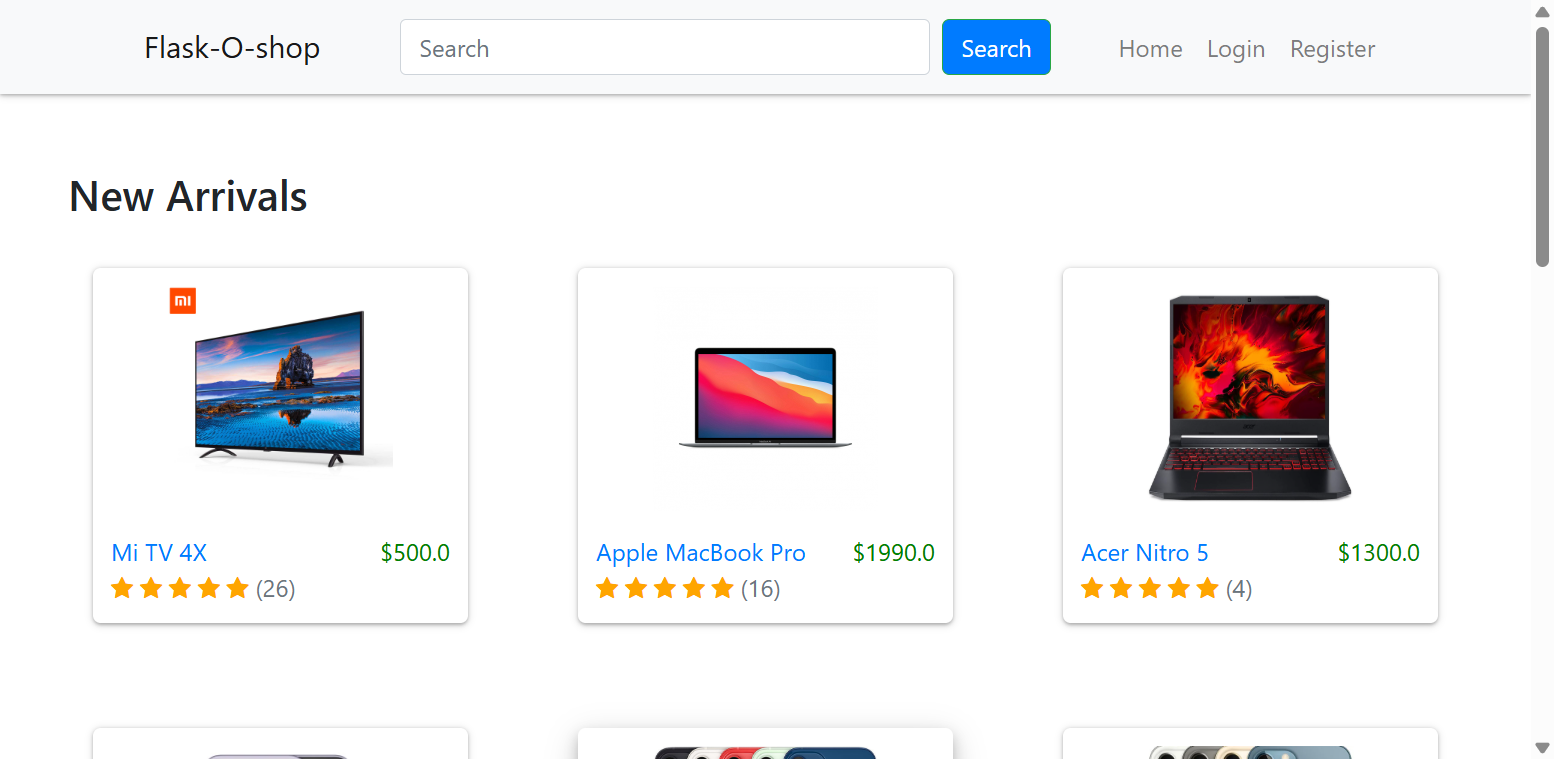 Flask-O-shop Search Search Home Login Register
New Arrivals
mi
Mi TV 4X $500.0
(26)
Apple MacBook Pro $1990.0
(16)
Acer Nitro 5 $1300.0
(4)